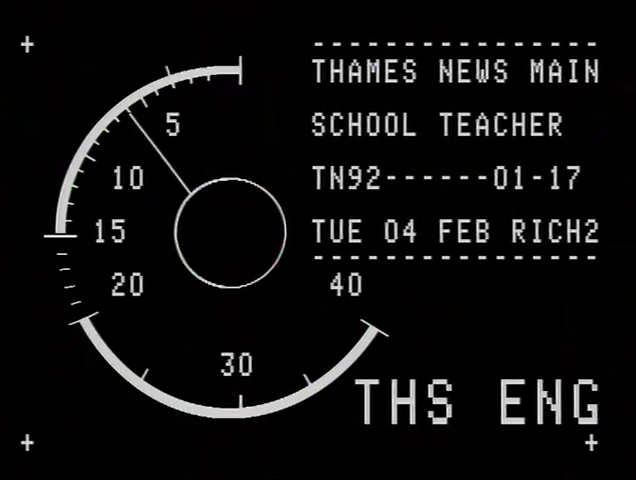 THAMES NEWS MAIN
SCHOOL TEACHER
TN92------01-17
TUE 04 FEB RICH2
5
10
15
20
30
40
THS ENG